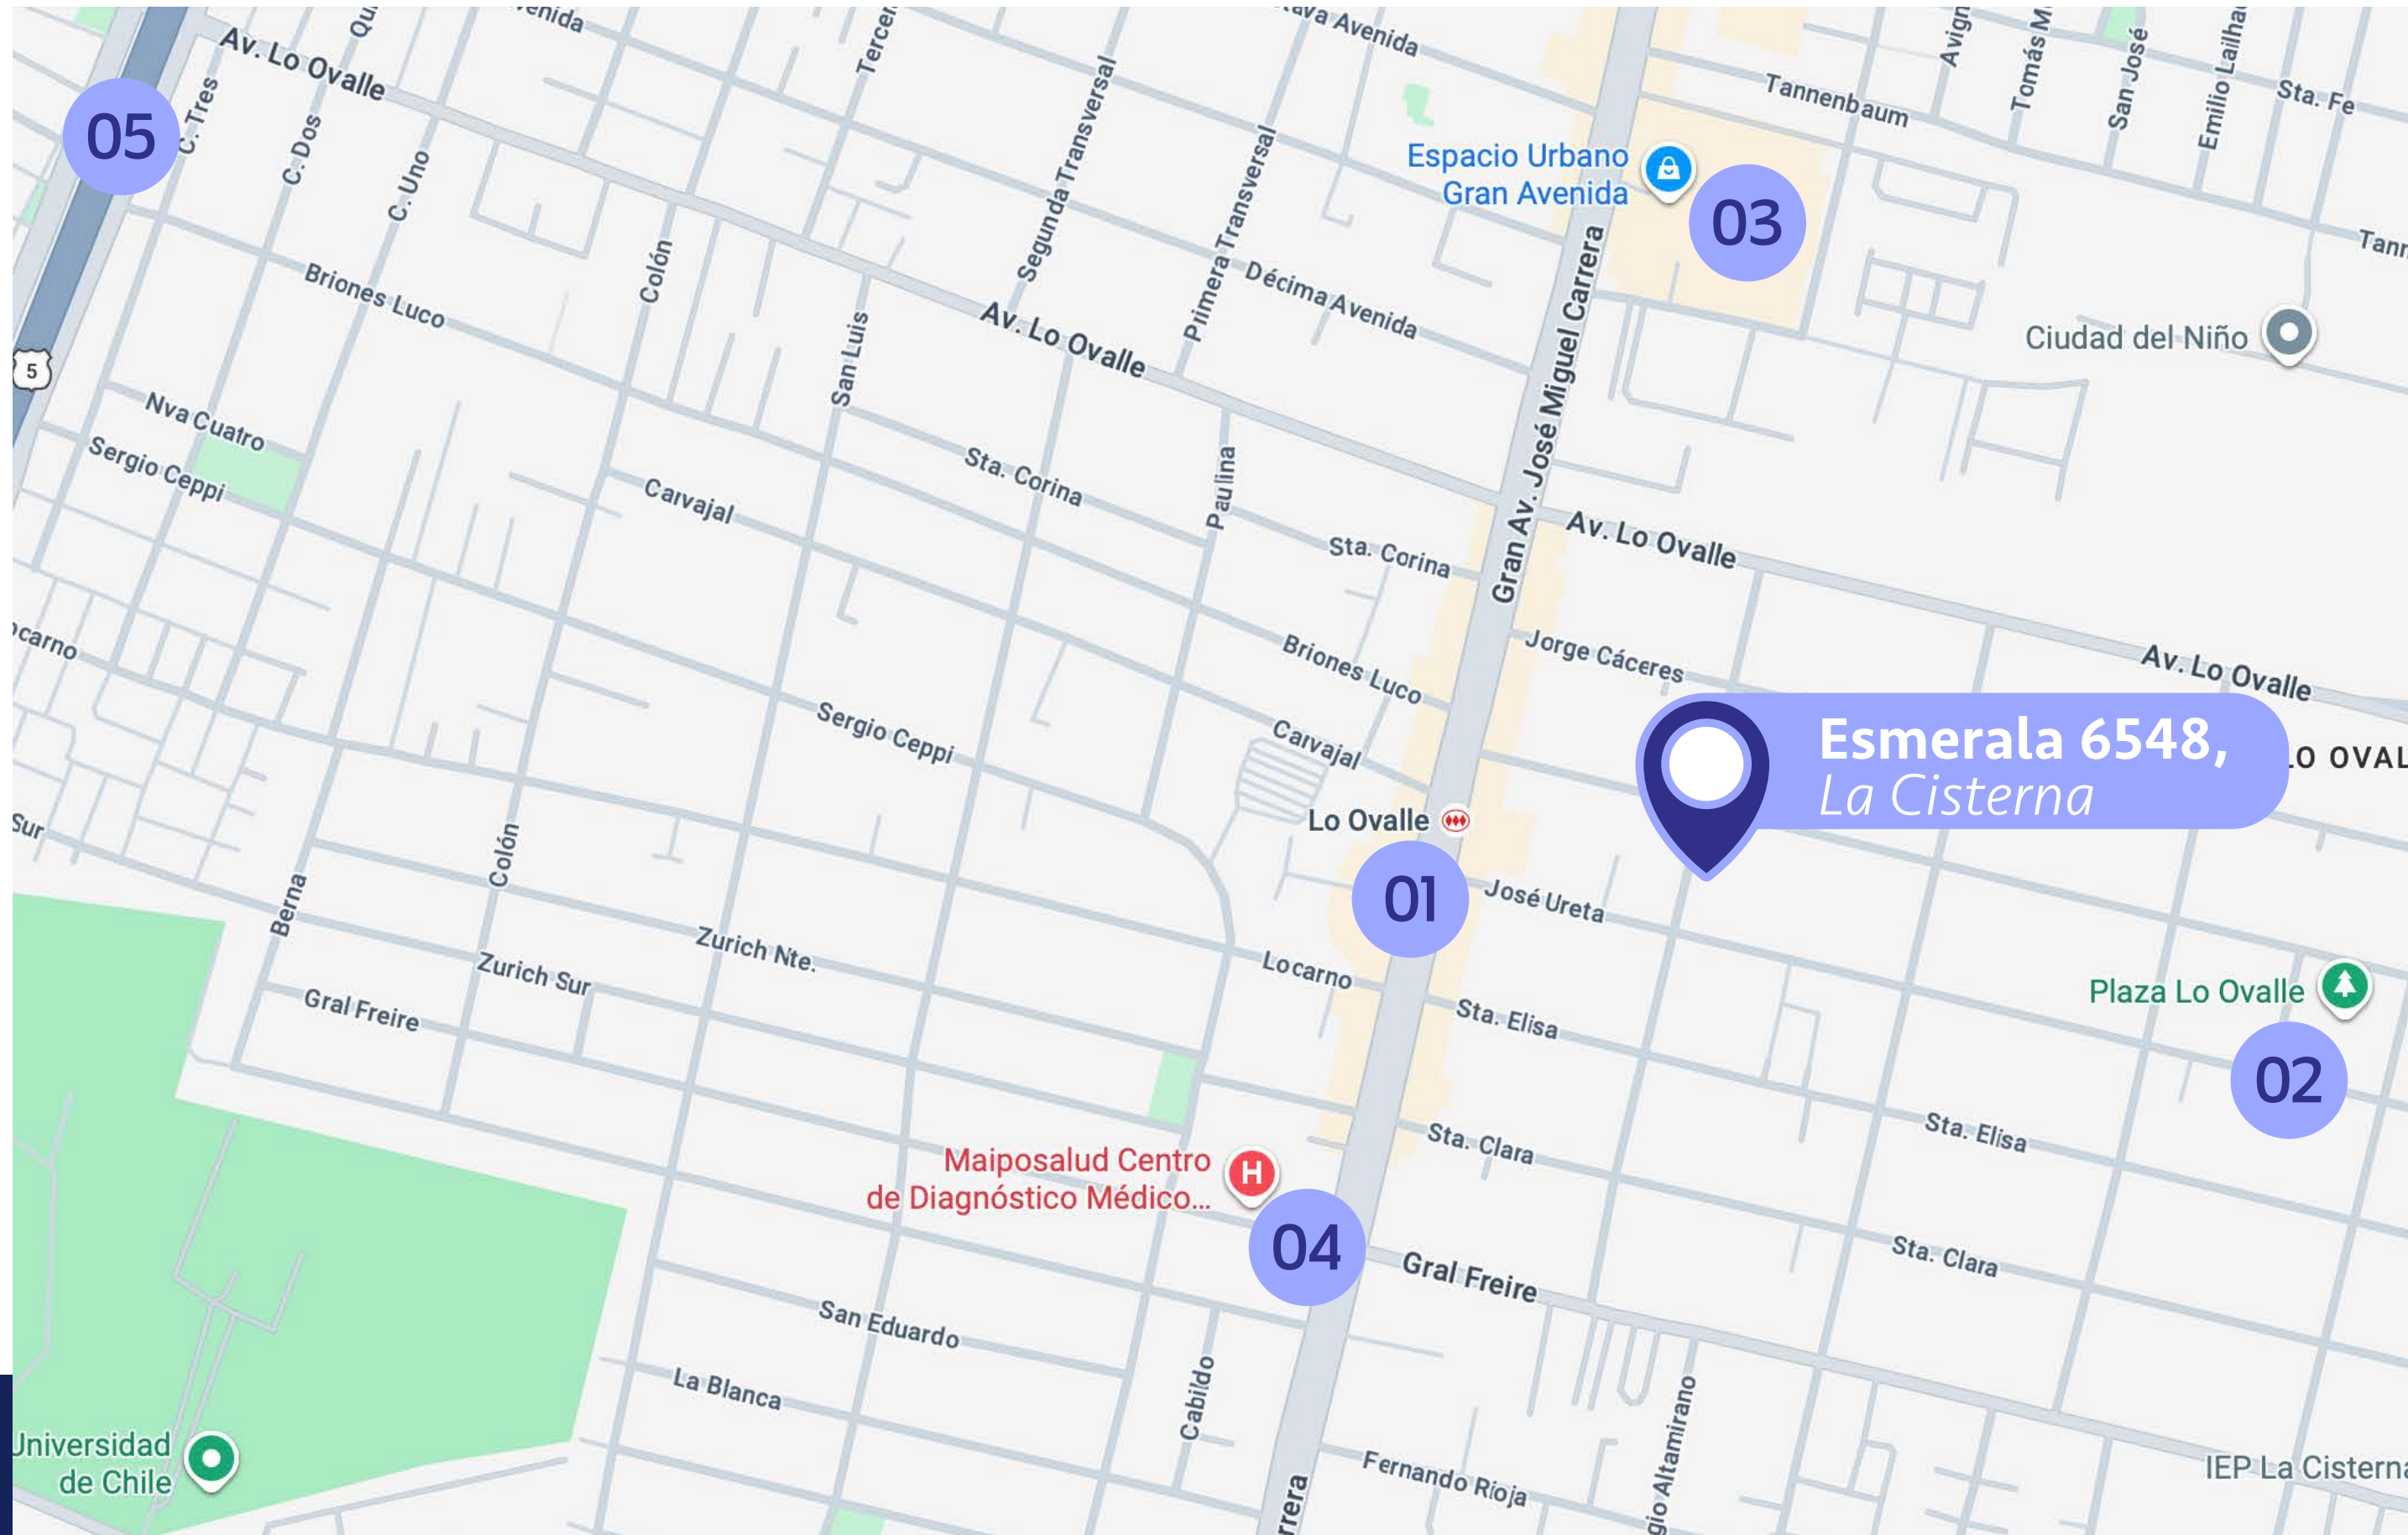 Av. Lo Ovalle
05
C. Tres
C. Dos
C. Uno
Segunda Transversal
Primera Transversal
Espacio Urbano
Gran Avenida
03
Tannenbaum
San José
Sta. Fe
Ciudad del Niño
5
Briones Luco
Colón
San Luis
Av. Lo Ovalle
Décima Avenida
Gran Av. José Miguel Carrera
Nva Cuatro
Sergio Ceppi
Carvajal
Sta. Corina
Paulina
Sta. Corina
Av. Lo Ovalle
Jorge Cáceres
Av. Lo Ovalle
Esmerala 6548,
La Cisterna
Briones Luco
Carvajal
Sergio Ceppi
Lo Ovalle
01
José Ureta
Colón
Berna
Zurich Nte.
Zurich Sur
Gral Freire
Locarno
Sta. Elisa
Plaza Lo Ovalle
02
Sta. Elisa
Sta. Clara
Maiposalud Centro
de Diagnóstico Médico...
H
04
Gral Freire
Sta. Clara
San Eduardo
La Blanca
Cabildo
Fernando Rioja
IEP La Cisterna
Universidad
de Chile